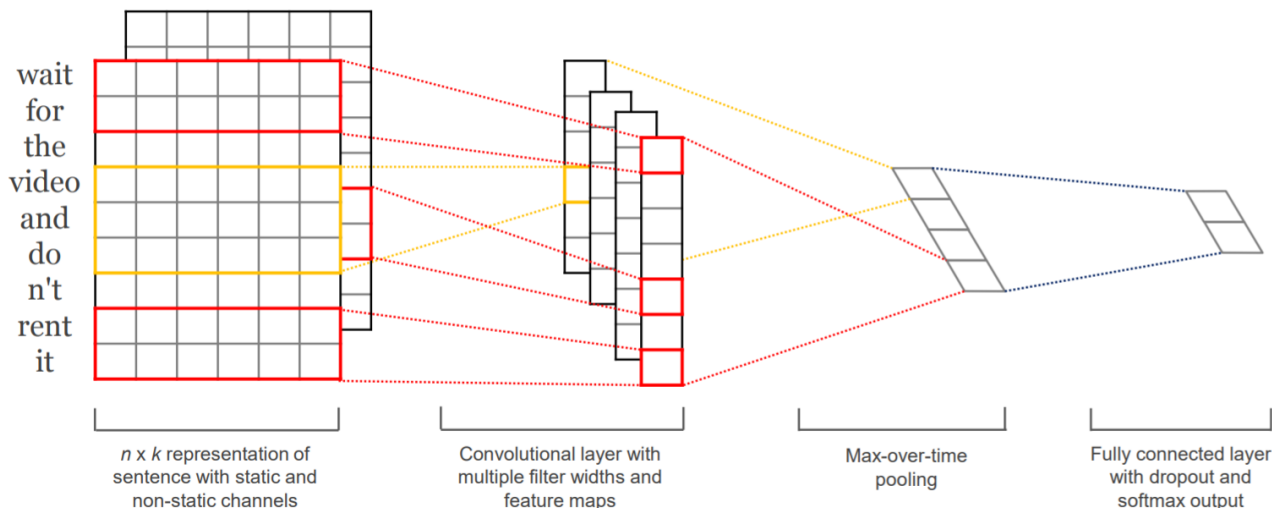 wait
for
the
video
and
do
n't
rent
it
n x k representation of
sentence with static and
non-static channels
Convolutional layer with
multiple filter widths and
feature maps
Max-over-time
pooling
Fully connected layer
with dropout and
softmax output